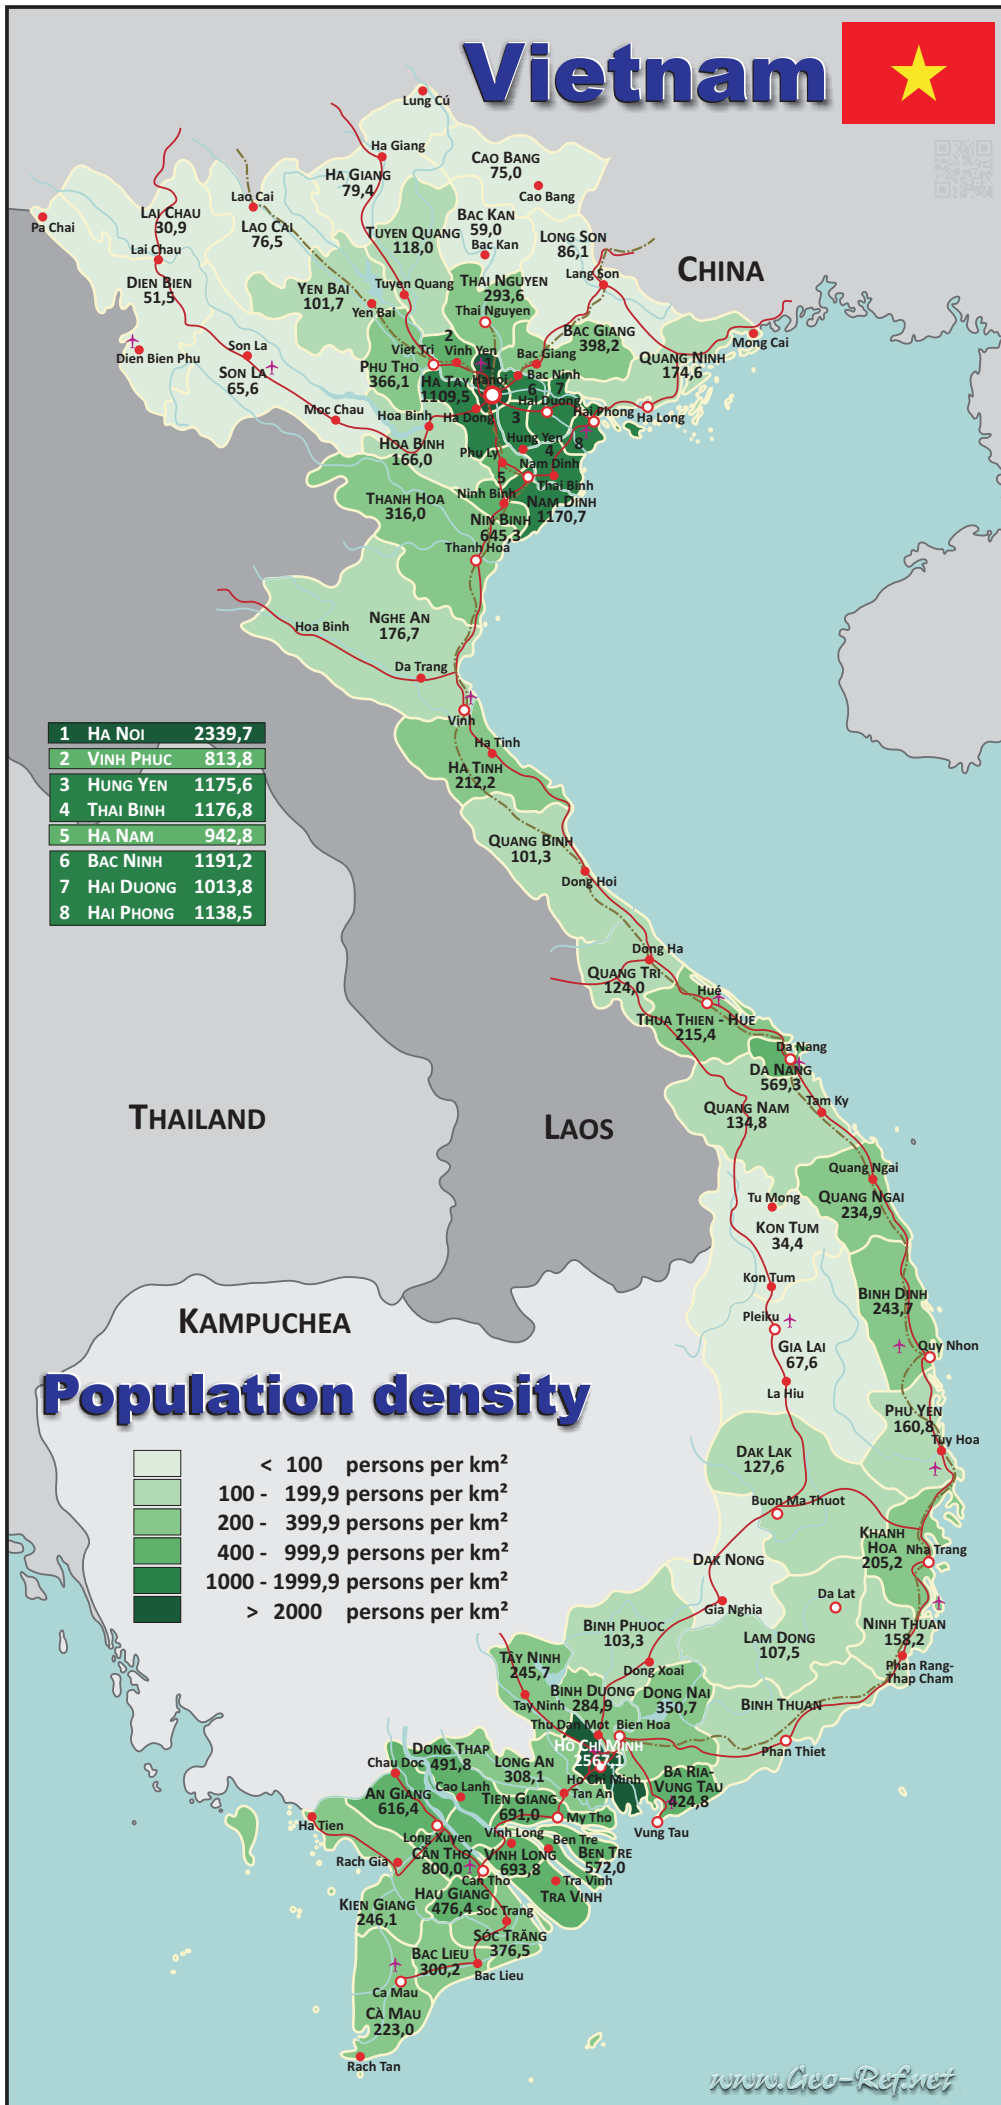 Vietnam
Lung Cú
Ha Giang
HA GIANG
79,4
CAO BANG
75,0
Cao Bang
Pa Chai
LAI CHAU
30,9
Lao Cai
LAO CAI
76,5
TUYEN QUANG
118,0
BAC KAN
59,0
Bac Kan
LONG SON
86,1
Lai Chau
CHINA
DIEN BIEN
51,5
YEN BAI
101,7
Tuyen Quang
THAI NGUYEN
293,6
Lang Son
Yen Bai
Thai Nguyen
BAC GIANG
398,2
Mong Cai
Dien Bien Phu
Son La
SON LA
65,6
Viet Tri
2
Vinh Yen
Bac Giang
QUANG NINH
174,6
PHU THO
366,1
1
HA TAY
1109,5
Hanoi
Bac Ninh
6
7
Moc Chau
Hoa Binh
Ha Dong
3
Hai Duong
Hai Phong
Ha Long
HOA BINH
166,0
Hung Yen
4
8
Phu Ly
5
Nam Dinh
Thai Binh
THANH HOA
316,0
Ninh Binh
NAM DINH
1170,7
NIN BINH
645,3
Thanh Hoa
NGHE AN
176,7
Hoa Binh
Da Trang
Vinh
1 HA NOI 2339,7
2 VINH PHUC 813,8
3 HUNG YEN 1175,6
4 THAI BINH 1176,8
5 HA NAM 942,8
6 BAC NINH 1191,2
7 HAI DUONG 1013,8
8 HAI PHONG 1138,5
Ha Tinh
HA TINH
212,2
QUANG BINH
101,3
Dong Hoi
Dong Ha
QUANG TRI
124,0
Hué
THUA THIEN - HUE
215,4
Da Nang
DA NANG
569,3
THAILAND
LAOS
QUANG NAM
134,8
Tam Ky
Quang Ngai
QUANG NGAI
234,9
Tu Mong
KON TUM
34,4
Kon Tum
BINH DINH
243,7
KAMPUCHEA
Pleiku
GIA LAI
67,6
Quy Nhon
La Hiu
PHU YEN
160,8
Tuy Hoa
Population density
< 100 persons per km²
100 - 199,9 persons per km²
200 - 399,9 persons per km²
400 - 999,9 persons per km²
1000 - 1999,9 persons per km²
> 2000 persons per km²
DAK LAK
127,6
Buon Ma Thuot
KHANH
HOA
205,2
Nha Trang
DAK NONG
Gia Nghia
Da Lat
BINH PHUOC
103,3
LAM DONG
107,5
NINH THUAN
158,2
Phan Rang-
Thap Cham
TAY NINH
245,7
Dong Xoai
Tay Ninh
BINH DUONG
284,9
DONG NAI
350,7
BINH THUAN
Thu Dan Mot
Bien Hoa
Phan Thiet
HO CHI MINH
2567,1
Ho Chi Minh
DONG THAP
491,8
Chau Doc
LONG AN
308,1
BA RIA-
VUNG TAU
424,8
AN GIANG
616,4
Cao Lanh
Tan An
TIEN GIANG
691,0
My Tho
Vung Tau
Ha Tien
Long Xuyen
Vinh Long
Ben Tre
BEN TRE
572,0
Rach Gia
CẦN THƠ
800,0
Can Tho
VINH LONG
693,8
Tra Vinh
TRA VINH
HAU GIANG
476,4
KIEN GIANG
246,1
Soc Trang
SÓC TRĂNG
376,5
BAC LIEU
300,2
Bac Lieu
Ca Mau
CÀ MAU
223,0
Rach Tan
www.Geo-Ref.net